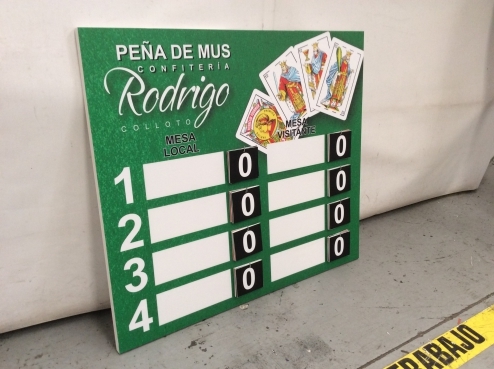 PEÑA DE MUS
CONFITERÍA
Rodrigo
COLLOTO
MESA
LOCAL
MESA
VISITANTE
1 0 0
2 0 0
3 0 0
4 0 0
TRABAJO